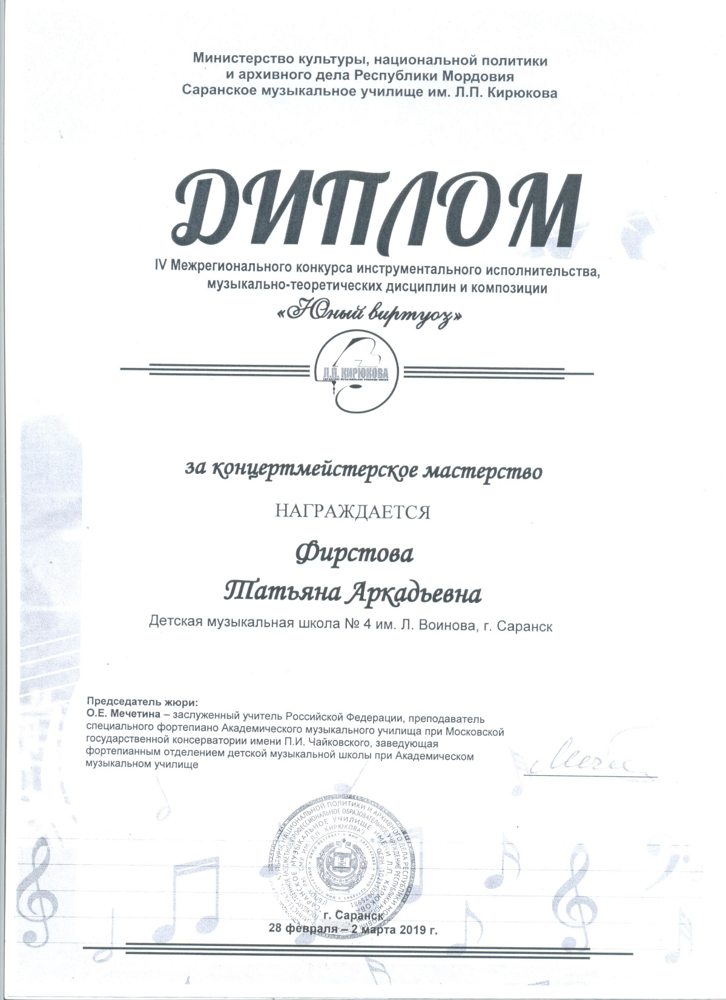 Министерство культуры, национальной политики
и архивного дела Республики Мордовия
Саранское музыкальное училище им. Л.П. Кирюкова
ДИПЛОМ
IV Межрегионального конкурса инструментального исполнительства,
музыкально-теоретических дисциплин и композиции
«Юный виртуоз»
Л.П. КИРЮКОВА
САРАНСКОЕ МУЗЫКАЛЬНОЕ УЧИЛИЩЕ ИМЕНИ
за концертмейстерское мастерство
НАГРАЖДАЕТСЯ
Фирстова
Татьяна Аркадьевна
Детская музыкальная школа № 4 им. Л. Воинова, г. Саранск
Председатель жюри:
О.Е. Мечетина – заслуженный учитель Российской Федерации, преподаватель
специального фортепиано Академического музыкального училища при Московской
государственной консерватории имени П.И. Чайковского, заведующая
фортепианным отделением детской музыкальной школы при Академическом
музыкальном училище
г. Саранск
28 февраля – 2 марта 2019 г.